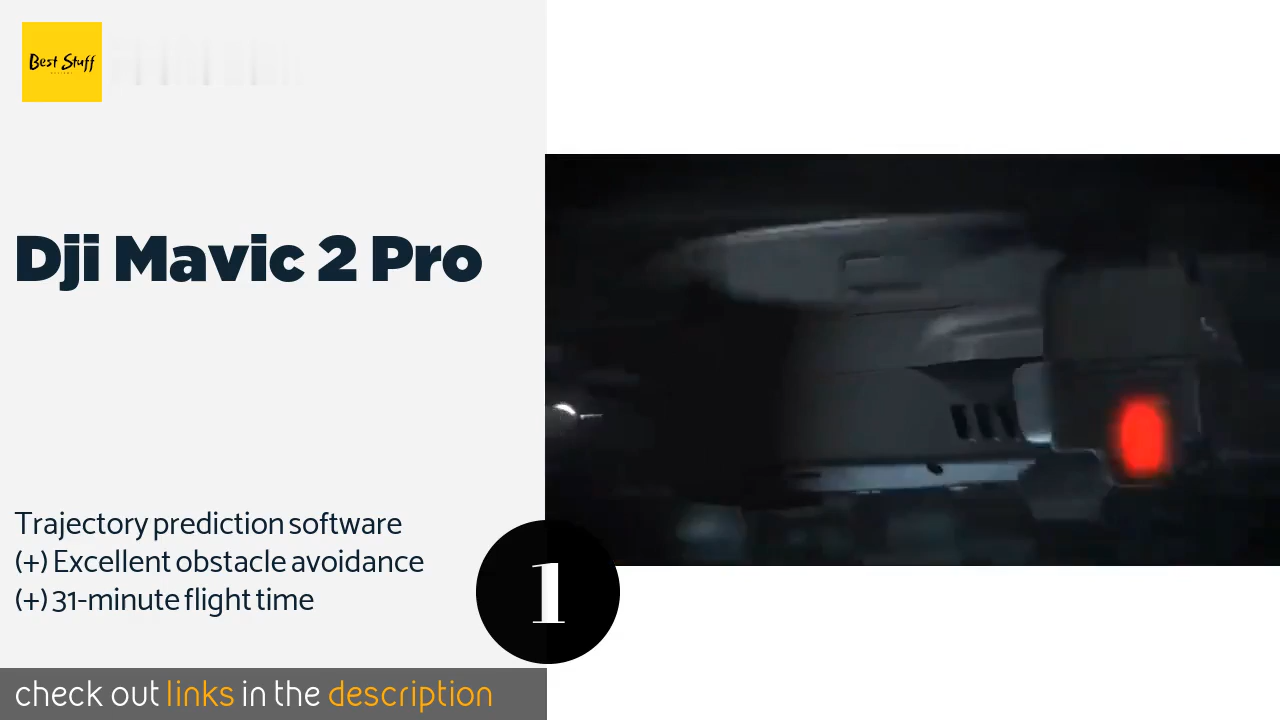 Best Stuff
Dji Mavic 2 Pro
Trajectory prediction software
(+) Excellent obstacle avoidance
(+) 31-minute flight time
1
check out links in the description